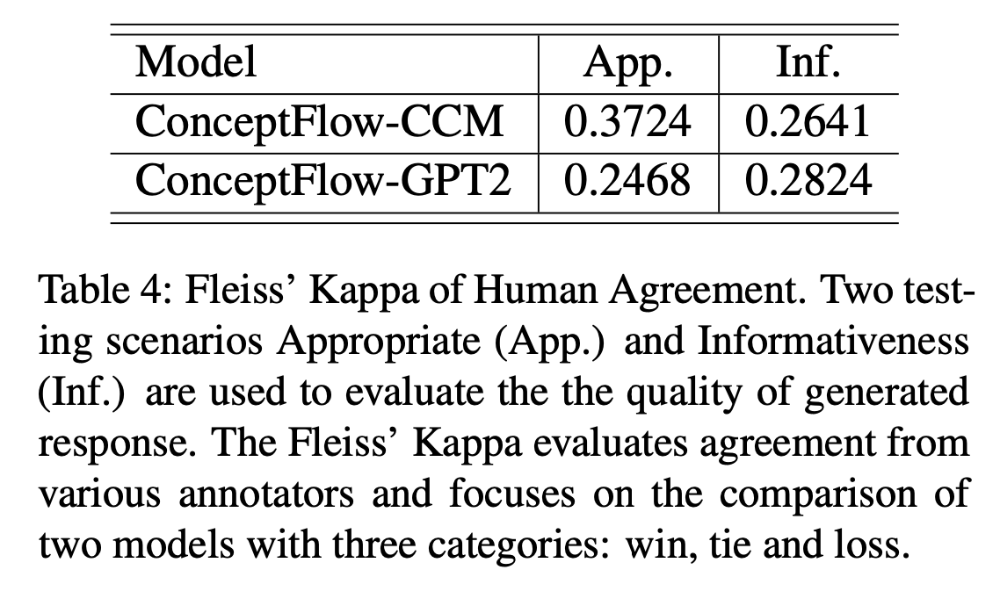 Model App. Inf.
ConceptFlow-CCM 0.3724 0.2641
ConceptFlow-GPT2 0.2468 0.2824
Table 4: Fleiss’ Kappa of Human Agreement. Two test-
ing scenarios Appropriate (App.) and Informativeness
(Inf.) are used to evaluate the the quality of generated
response. The Fleiss’ Kappa evaluates agreement from
various annotators and focuses on the comparison of
two models with three categories: win, tie and loss.